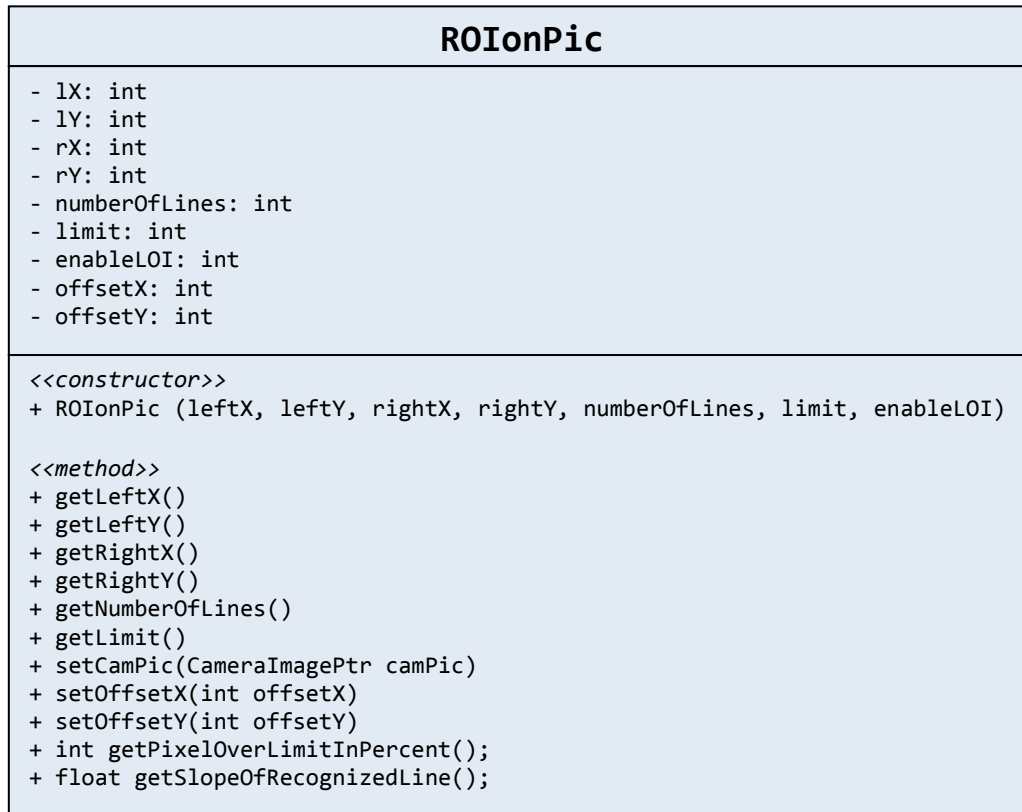 ROIonPic
- lX: int
- lY: int
- rX: int
- rY: int
- numberOfLines: int
- limit: int
- enableLOI: int
- offsetX: int
- offsetY: int
<<constructor>>
+ ROIonPic (leftX, leftY, rightX, rightY, numberOfLines, limit, enableLOI)
<<method>>
+ getLeftX()
+ getLeftY()
+ getRightX()
+ getRightY()
+ getNumberOfLines()
+ getLimit()
+ setCamPic(CameraImagePtr camPic)
+ setOffsetX(int offsetX)
+ setOffsetY(int offsetY)
+ int getPixelOverLimitInPercent();
+ float getSlopeOfRecognizedLine();